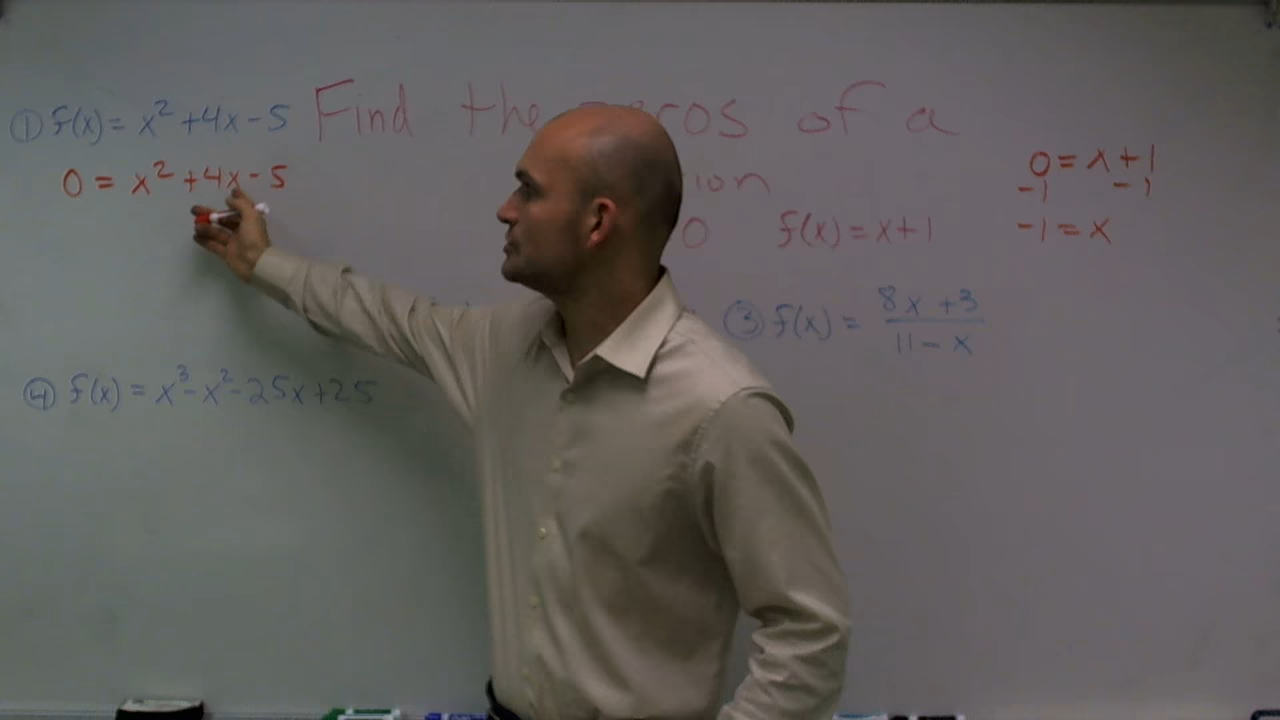 Find the zeros of a
① f(x) = x² + 4x - 5
0 = x² + 4x - 5
0 f(x) = x + 1
0 = x + 1
-1 -1
-1 = x
③ f(x) = 8x + 3
11 - x
④ f(x) = x³ - x² - 25x + 25